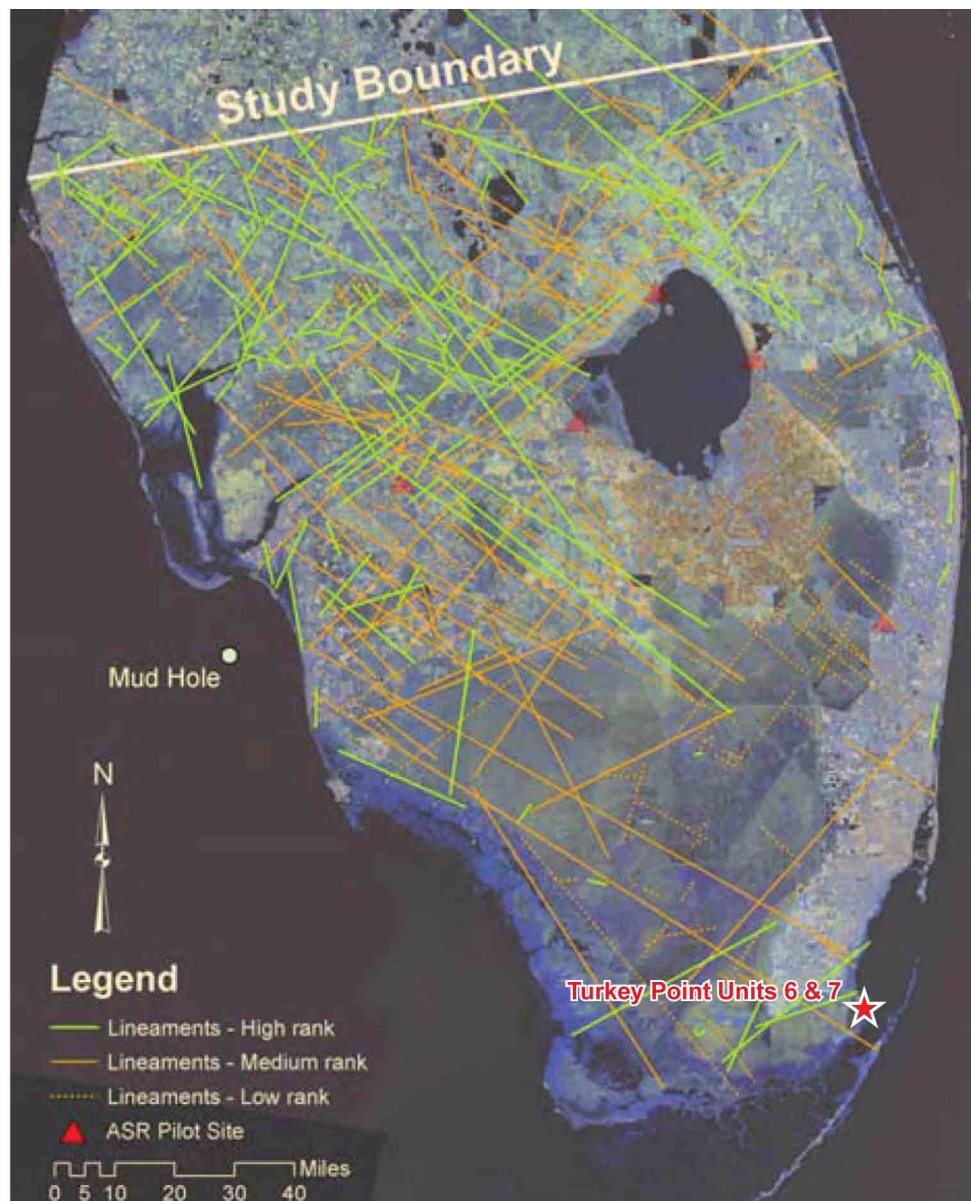 Study Boundary
Mud Hole
N
Turkey Point Units 6 & 7
Legend
Lineaments - High rank
Lineaments - Medium rank
Lineaments - Low rank
ASR Pilot Site
Miles
0 5 10 20 30 40